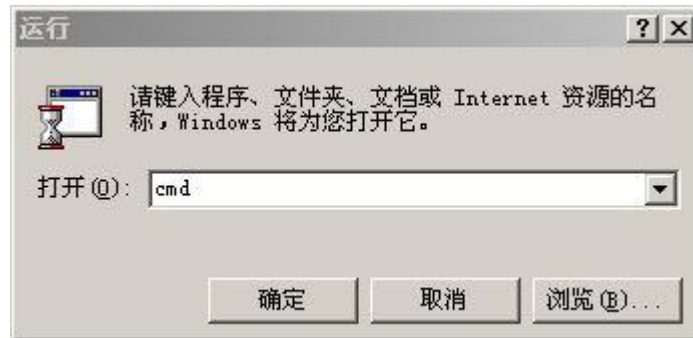 运行
请键入程序、文件夹、文档或 Internet 资源的名
称，Windows 将为您打开它。
打开(O): cmd
确定 取消 浏览(B)...